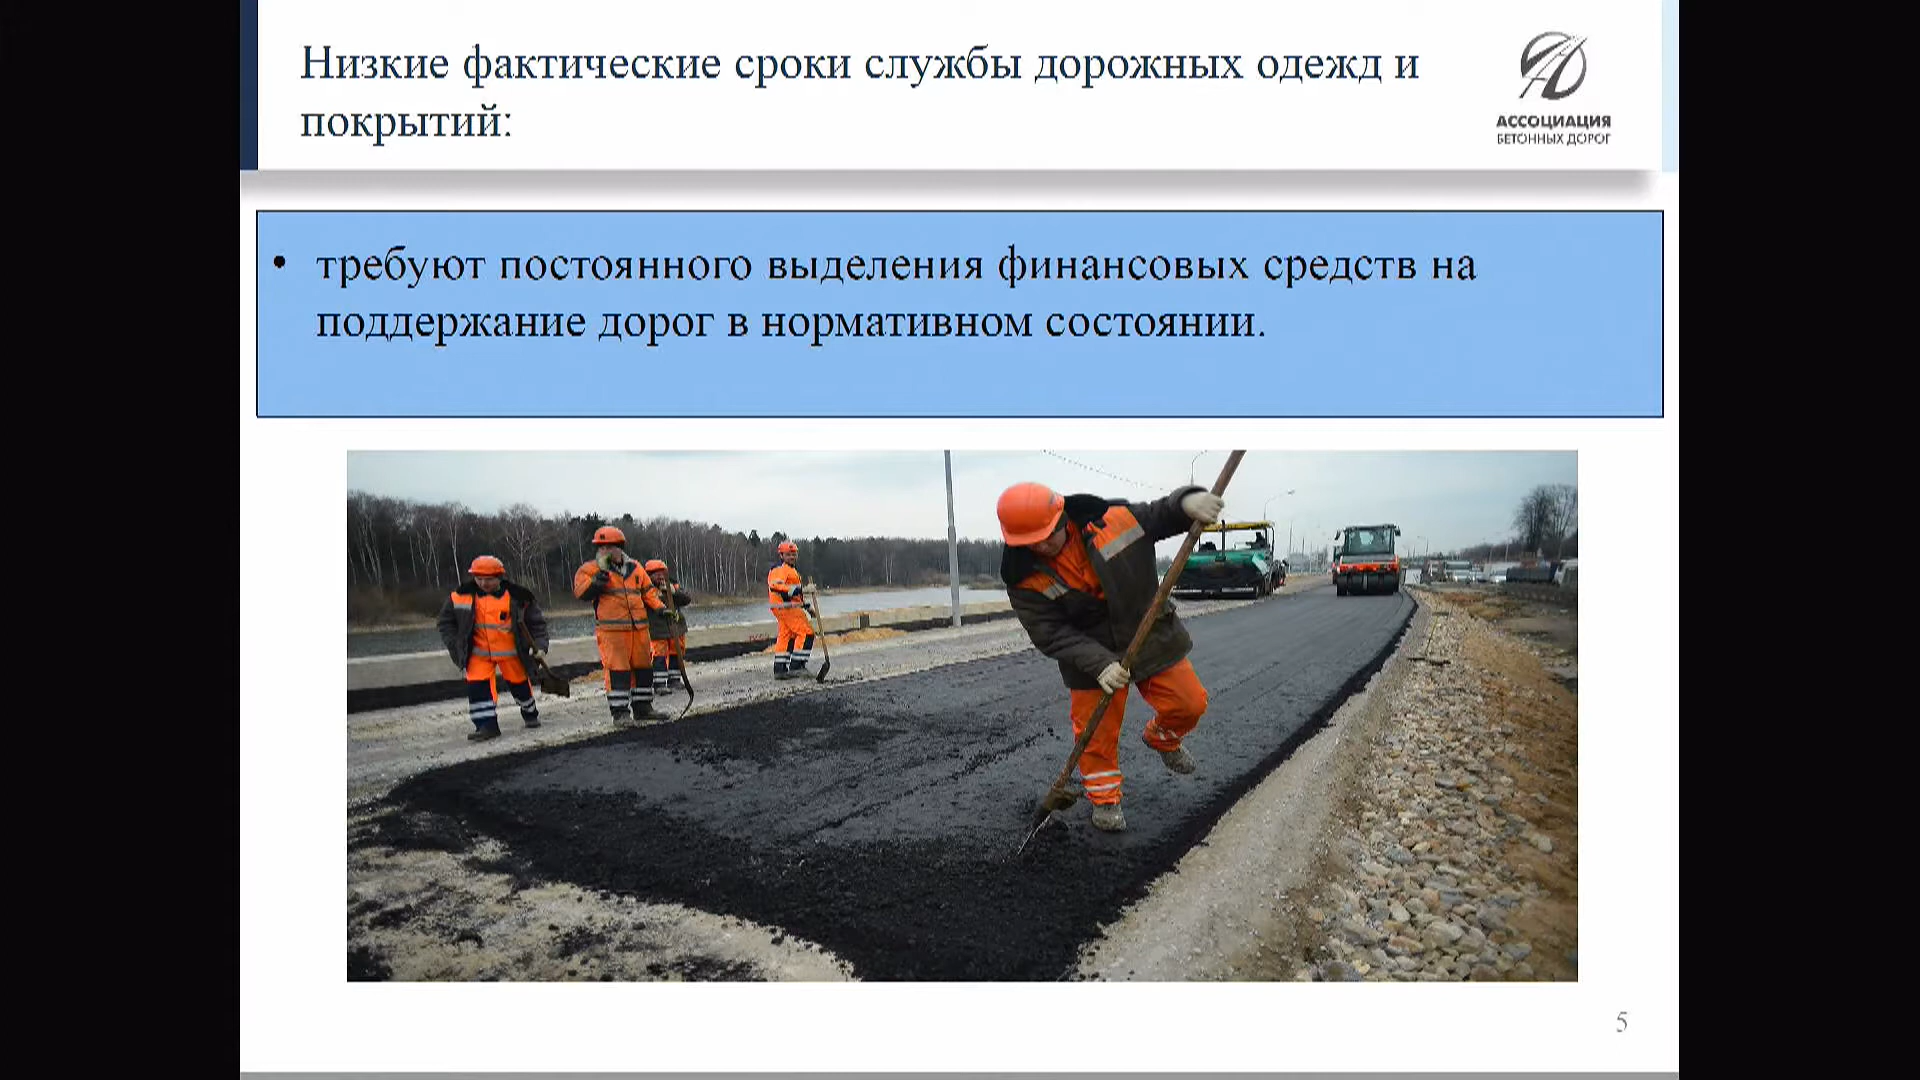 Низкие фактические сроки службы дорожных одежд и
покрытий:
АССОЦИАЦИЯ
БЕТОННЫХ ДОРОГ
• требуют постоянного выделения финансовых средств на
поддержание дорог в нормативном состоянии.
5